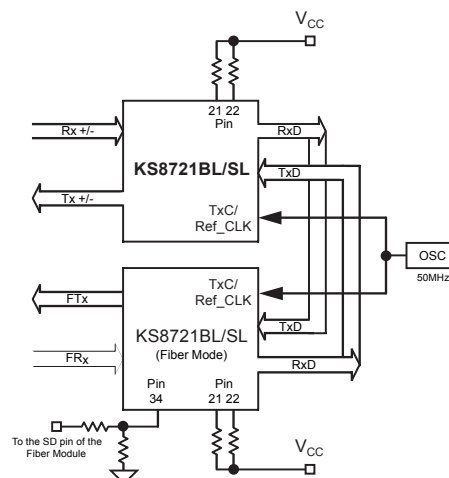 VCC
21 22
Pin
Rx +/-
RxD
KS8721BL/SL
TxD
Tx +/-
TxC/
Ref_CLK
OSC
50MHz
TxC/
Ref_CLK
FTx
KS8721BL/SL
(Fiber Mode)
TxD
FRx
RxD
Pin
34
Pin
21 22
To the SD pin of the
Fiber Module
VCC